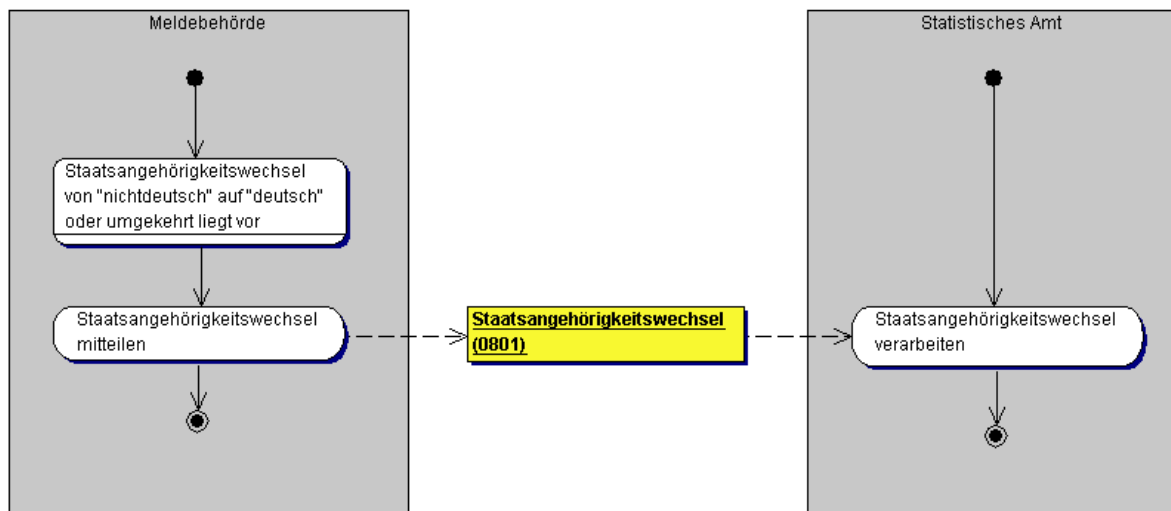 Meldebehörde
Statistisches Amt
Staatsangehörigkeitswechsel
von "nichtdeutsch" auf "deutsch"
oder umgekehrt liegt vor
Staatsangehörigkeitswechsel
mitteilen
Staatsangehörigkeitswechsel
(0801)
Staatsangehörigkeitswechsel
verarbeiten